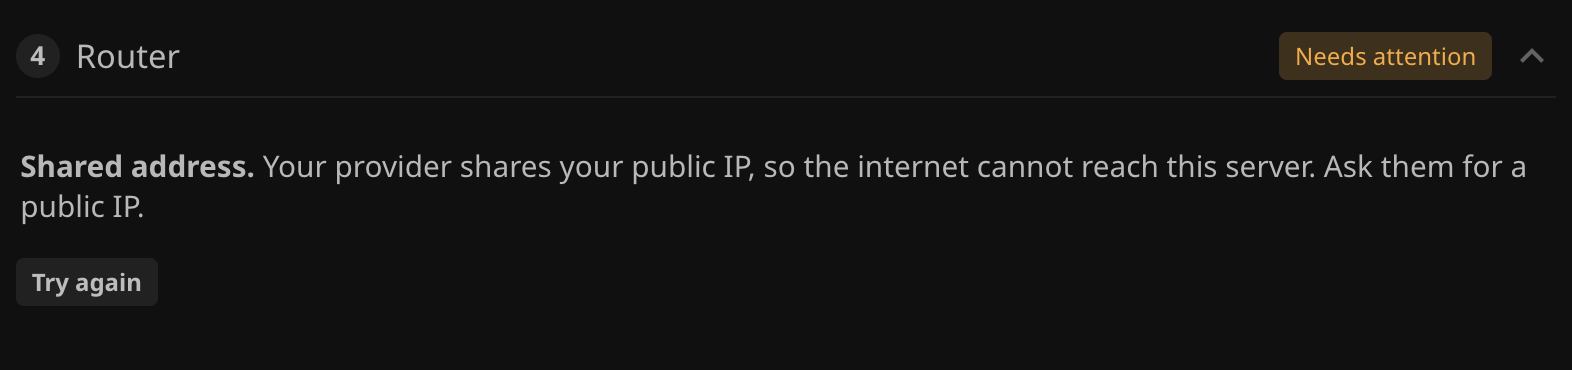 4 Router Needs attention
Shared address. Your provider shares your public IP, so the internet cannot reach this server. Ask them for a
public IP.
Try again